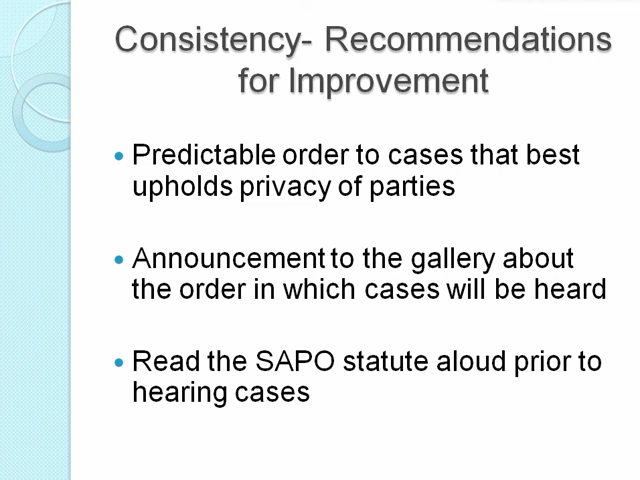 Consistency- Recommendations
for Improvement
• Predictable order to cases that best
upholds privacy of parties
• Announcement to the gallery about
the order in which cases will be heard
• Read the SAPO statute aloud prior to
hearing cases